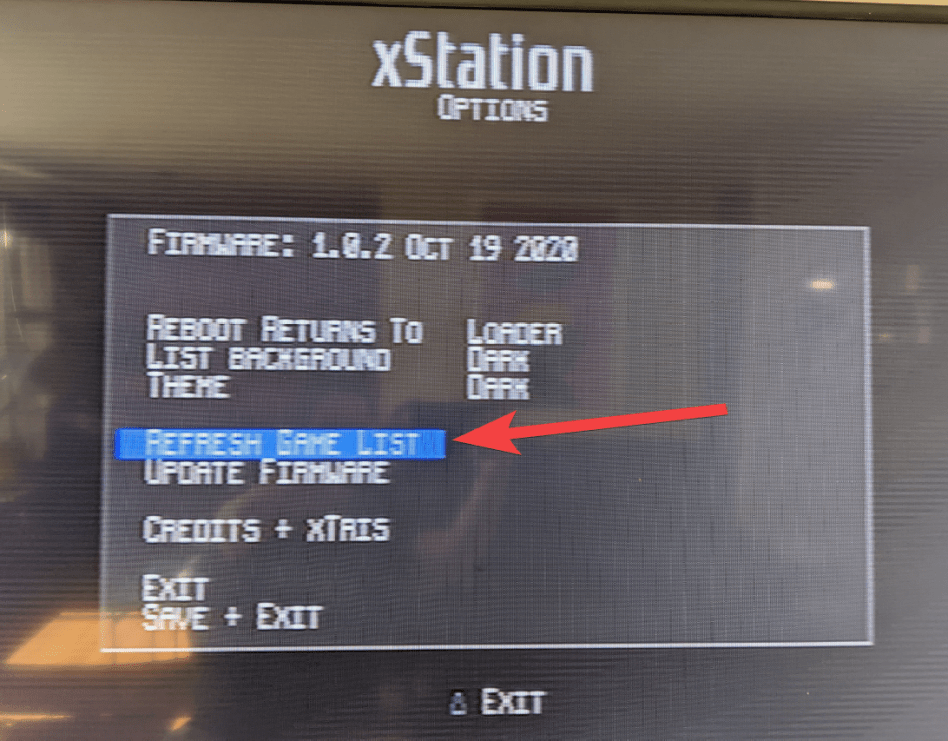 xStation
OPTIONS
FIRMWARE: 1.0.2 OCT 19 2020
REBOOT RETURNS TO LOADER
LIST BACKGROUND DARK
THEME DARK
REFRESH GAME LIST
UPDATE FIRMWARE
CREDITS + XTRIS
EXIT
SAVE + EXIT
EXIT